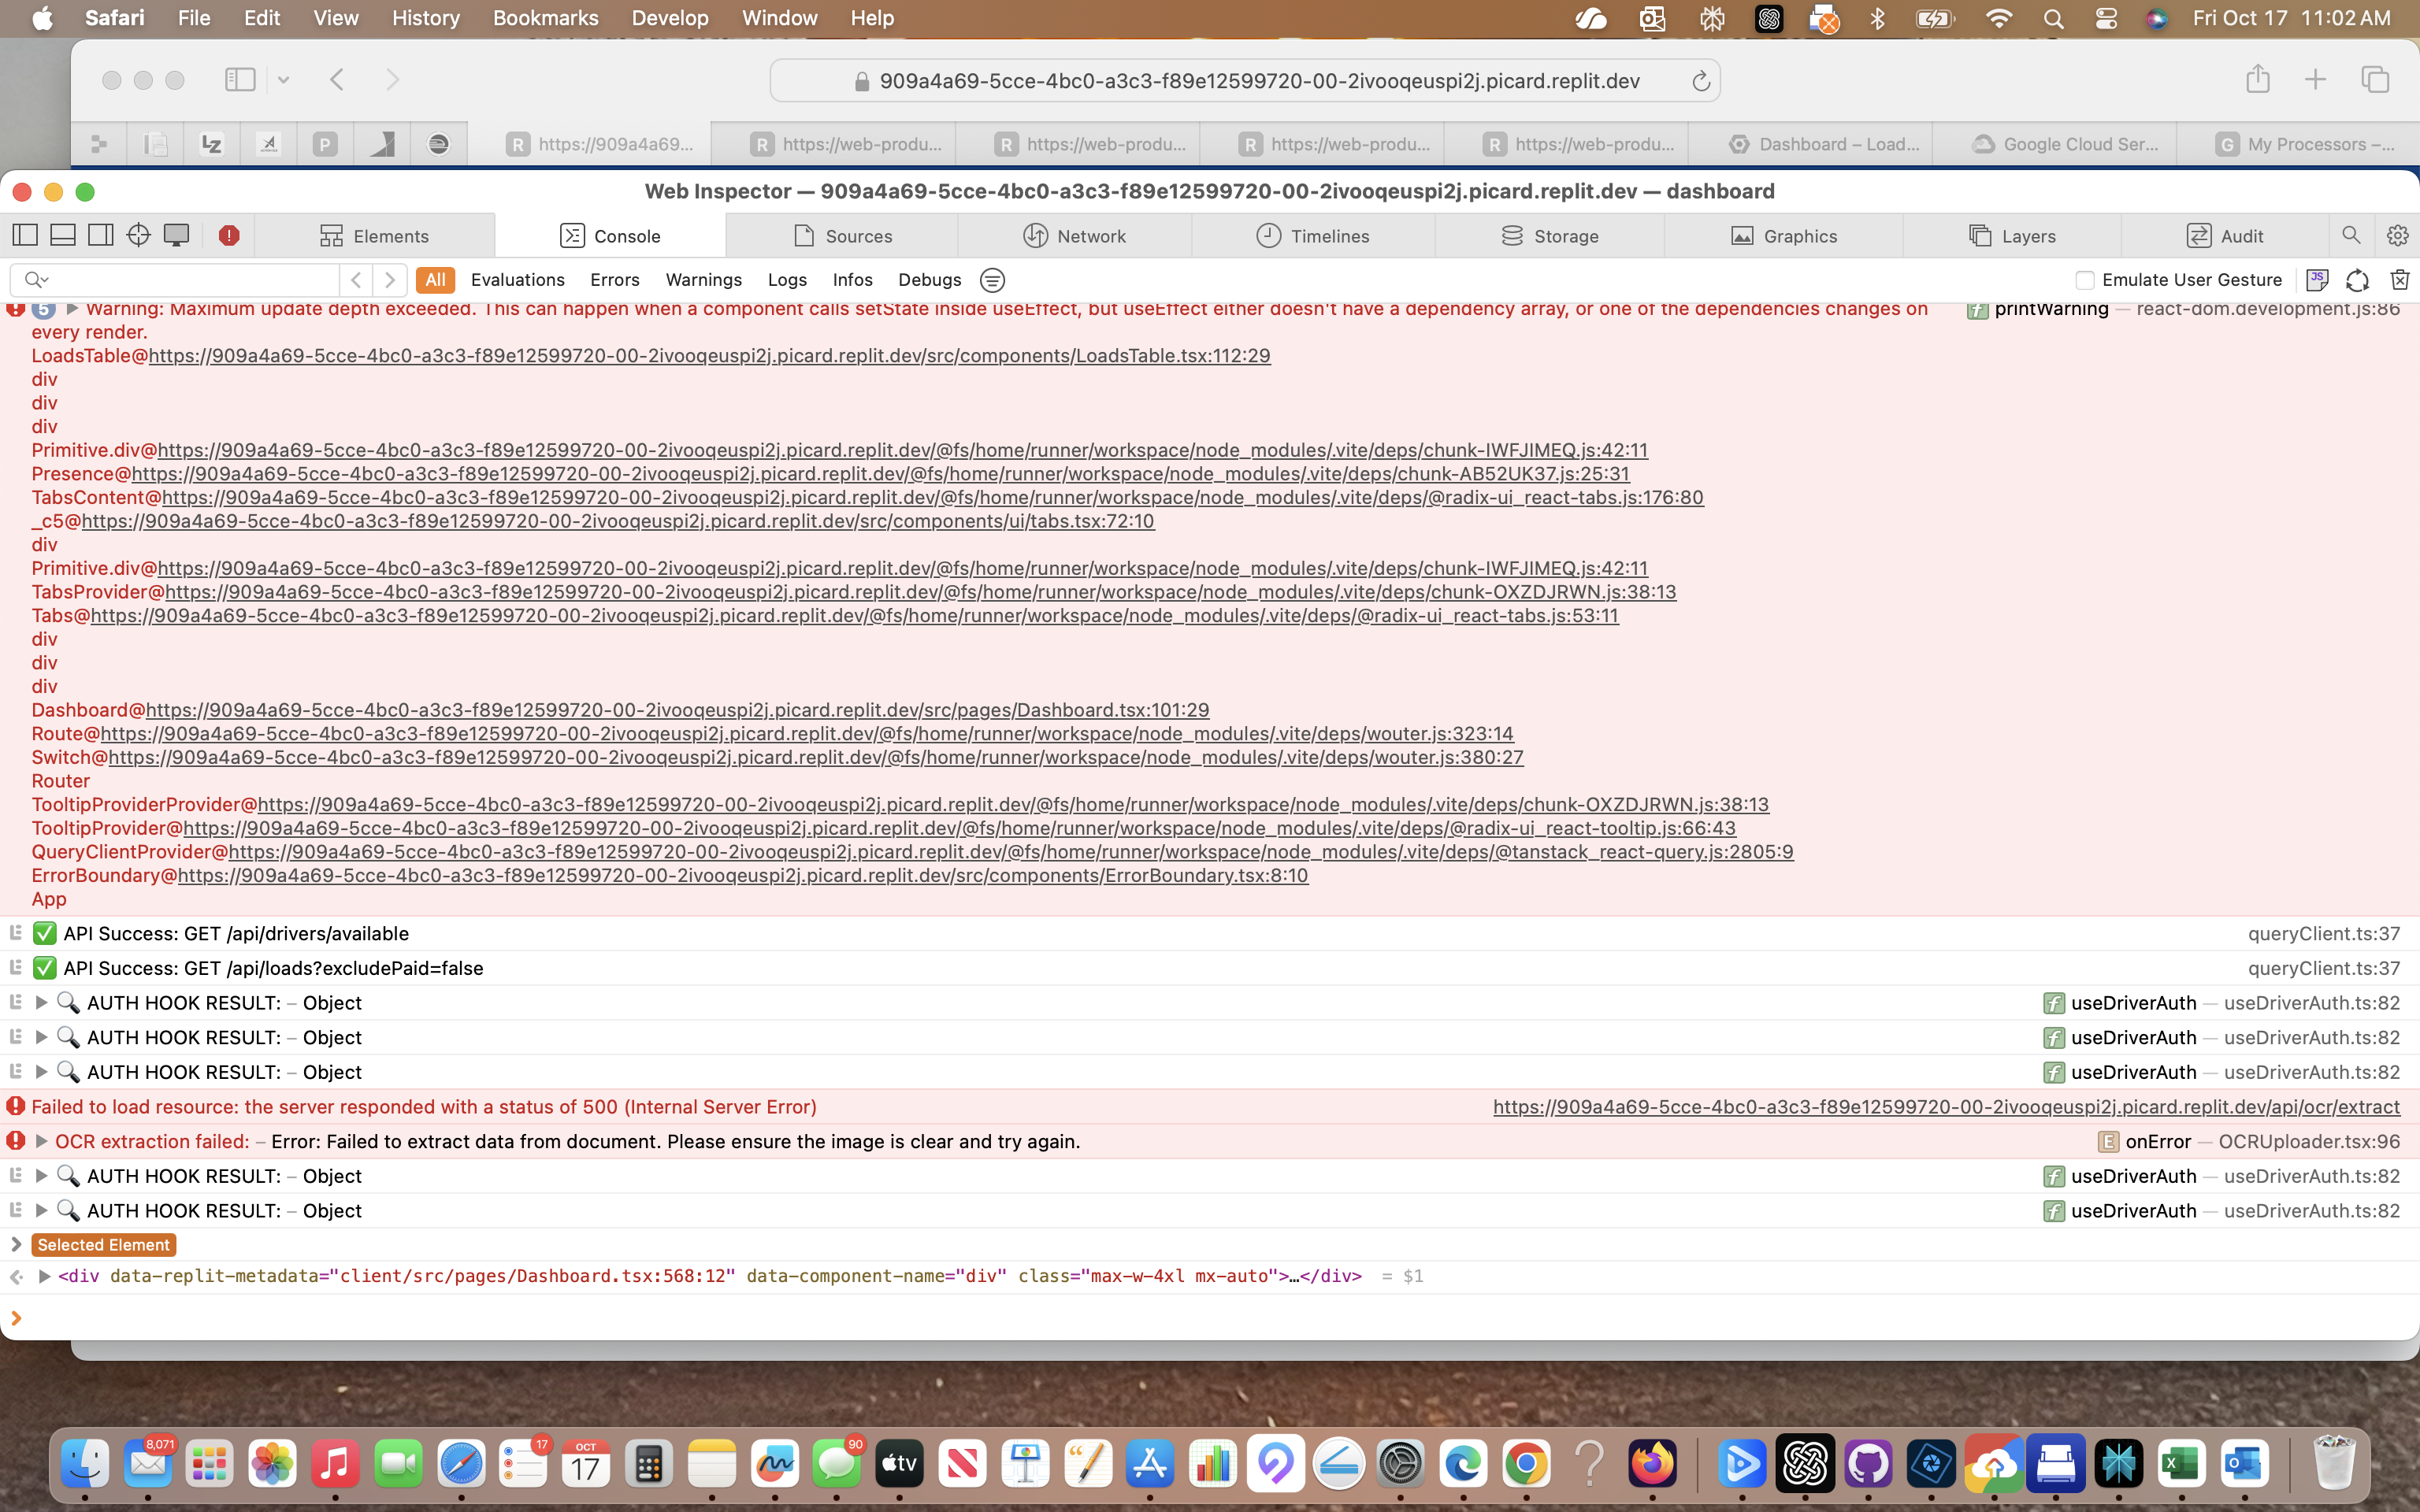 Safari File Edit View History Bookmarks Develop Window Help Fri Oct 17 11:02 AM
909a4a69-5cce-4bc0-a3c3-f89e12599720-00-2ivooqeuspi2j.picard.replit.dev
LZ P R https://909a4a69... R https://web-produ... R https://web-produ... R https://web-produ... R https://web-produ... Dashboard – Load... Google Cloud Ser... G My Processors –...
Web Inspector — 909a4a69-5cce-4bc0-a3c3-f89e12599720-00-2ivooqeuspi2j.picard.replit.dev — dashboard
Elements Console Sources Network Timelines Storage Graphics Layers Audit
All Evaluations Errors Warnings Logs Infos Debugs Emulate User Gesture
5 Warning: Maximum update depth exceeded. This can happen when a component calls setState inside useEffect, but useEffect either doesn't have a dependency array, or one of the dependencies changes on f printWarning — react-dom.development.js:86
every render.
LoadsTable@https://909a4a69-5cce-4bc0-a3c3-f89e12599720-00-2ivooqeuspi2j.picard.replit.dev/src/components/LoadsTable.tsx:112:29
div
div
div
Primitive.div@https://909a4a69-5cce-4bc0-a3c3-f89e12599720-00-2ivooqeuspi2j.picard.replit.dev/@fs/home/runner/workspace/node_modules/.vite/deps/chunk-IWFJIMEQ.js:42:11
Presence@https://909a4a69-5cce-4bc0-a3c3-f89e12599720-00-2ivooqeuspi2j.picard.replit.dev/@fs/home/runner/workspace/node_modules/.vite/deps/chunk-AB52UK37.js:25:31
TabsContent@https://909a4a69-5cce-4bc0-a3c3-f89e12599720-00-2ivooqeuspi2j.picard.replit.dev/@fs/home/runner/workspace/node_modules/.vite/deps/@radix-ui_react-tabs.js:176:80
_c5@https://909a4a69-5cce-4bc0-a3c3-f89e12599720-00-2ivooqeuspi2j.picard.replit.dev/src/components/ui/tabs.tsx:72:10
div
Primitive.div@https://909a4a69-5cce-4bc0-a3c3-f89e12599720-00-2ivooqeuspi2j.picard.replit.dev/@fs/home/runner/workspace/node_modules/.vite/deps/chunk-IWFJIMEQ.js:42:11
TabsProvider@https://909a4a69-5cce-4bc0-a3c3-f89e12599720-00-2ivooqeuspi2j.picard.replit.dev/@fs/home/runner/workspace/node_modules/.vite/deps/chunk-OXZDJRWN.js:38:13
Tabs@https://909a4a69-5cce-4bc0-a3c3-f89e12599720-00-2ivooqeuspi2j.picard.replit.dev/@fs/home/runner/workspace/node_modules/.vite/deps/@radix-ui_react-tabs.js:53:11
div
div
div
Dashboard@https://909a4a69-5cce-4bc0-a3c3-f89e12599720-00-2ivooqeuspi2j.picard.replit.dev/src/pages/Dashboard.tsx:101:29
Route@https://909a4a69-5cce-4bc0-a3c3-f89e12599720-00-2ivooqeuspi2j.picard.replit.dev/@fs/home/runner/workspace/node_modules/.vite/deps/wouter.js:323:14
Switch@https://909a4a69-5cce-4bc0-a3c3-f89e12599720-00-2ivooqeuspi2j.picard.replit.dev/@fs/home/runner/workspace/node_modules/.vite/deps/wouter.js:380:27
Router
TooltipProviderProvider@https://909a4a69-5cce-4bc0-a3c3-f89e12599720-00-2ivooqeuspi2j.picard.replit.dev/@fs/home/runner/workspace/node_modules/.vite/deps/chunk-OXZDJRWN.js:38:13
TooltipProvider@https://909a4a69-5cce-4bc0-a3c3-f89e12599720-00-2ivooqeuspi2j.picard.replit.dev/@fs/home/runner/workspace/node_modules/.vite/deps/@radix-ui_react-tooltip.js:66:43
QueryClientProvider@https://909a4a69-5cce-4bc0-a3c3-f89e12599720-00-2ivooqeuspi2j.picard.replit.dev/@fs/home/runner/workspace/node_modules/.vite/deps/@tanstack_react-query.js:2805:9
ErrorBoundary@https://909a4a69-5cce-4bc0-a3c3-f89e12599720-00-2ivooqeuspi2j.picard.replit.dev/src/components/ErrorBoundary.tsx:8:10
App
✅ API Success: GET /api/drivers/available queryClient.ts:37
✅ API Success: GET /api/loads?excludePaid=false queryClient.ts:37
🔍 AUTH HOOK RESULT: – Object f useDriverAuth — useDriverAuth.ts:82
🔍 AUTH HOOK RESULT: – Object f useDriverAuth — useDriverAuth.ts:82
🔍 AUTH HOOK RESULT: – Object f useDriverAuth — useDriverAuth.ts:82
Failed to load resource: the server responded with a status of 500 (Internal Server Error) https://909a4a69-5cce-4bc0-a3c3-f89e12599720-00-2ivooqeuspi2j.picard.replit.dev/api/ocr/extract
OCR extraction failed: – Error: Failed to extract data from document. Please ensure the image is clear and try again. E onError — OCRUploader.tsx:96
🔍 AUTH HOOK RESULT: – Object f useDriverAuth — useDriverAuth.ts:82
🔍 AUTH HOOK RESULT: – Object f useDriverAuth — useDriverAuth.ts:82
Selected Element
<div data-replit-metadata="client/src/pages/Dashboard.tsx:568:12" data-component-name="div" class="max-w-4xl mx-auto">…</div> = $1
8,071 17 OCT 17 90 tv